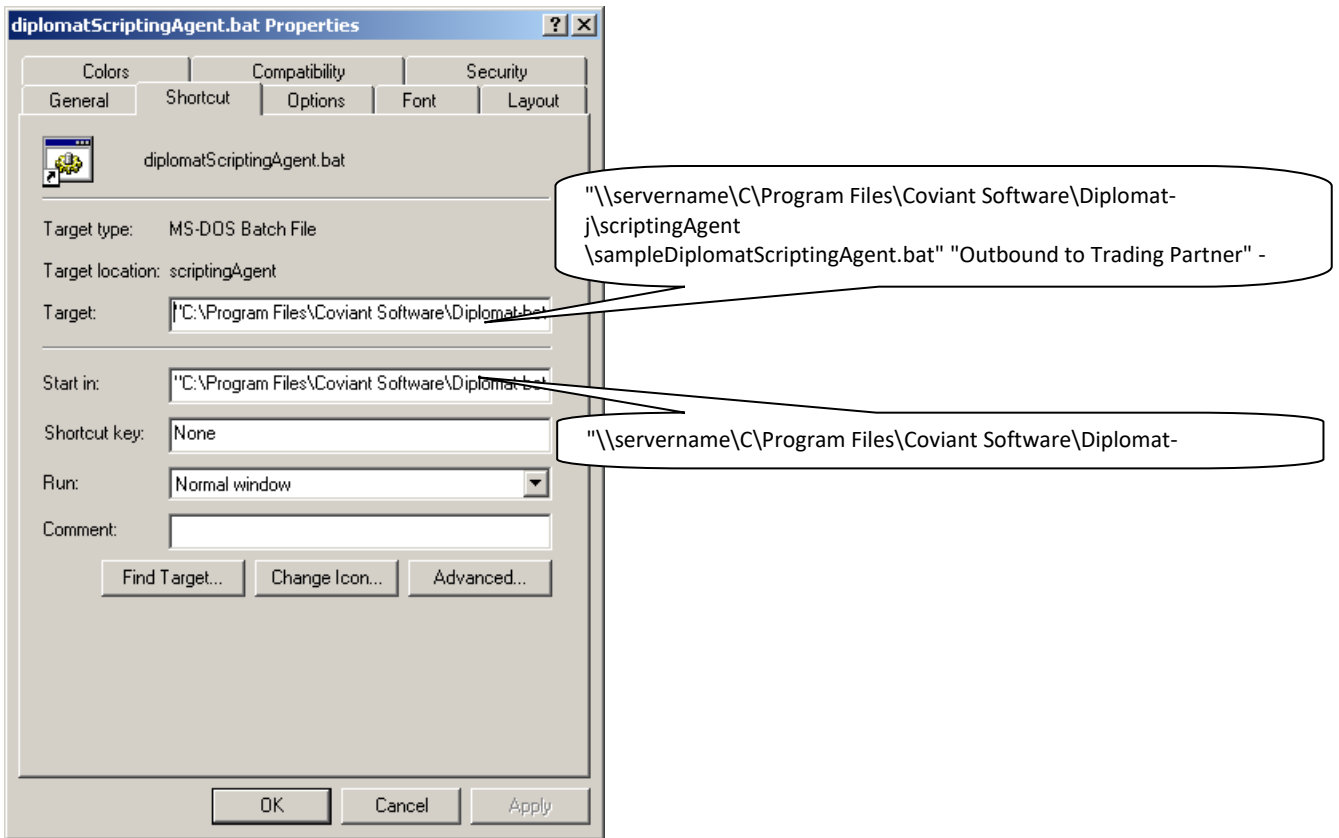 diplomatScriptingAgent.bat Properties
Colors Compatibility Security
General Shortcut Options Font Layout
diplomatScriptingAgent.bat
Target type: MS-DOS Batch File
Target location: scriptingAgent
Target: "C:\Program Files\Coviant Software\Diplomat-bat
"\\servername\C\Program Files\Coviant Software\Diplomat-
j\scriptingAgent
\sampleDiplomatScriptingAgent.bat" "Outbound to Trading Partner" -
Start in: "C:\Program Files\Coviant Software\Diplomat-bat
Shortcut key: None
"\\servername\C\Program Files\Coviant Software\Diplomat-
Run: Normal window
Comment:
Find Target... Change Icon... Advanced...
OK Cancel Apply